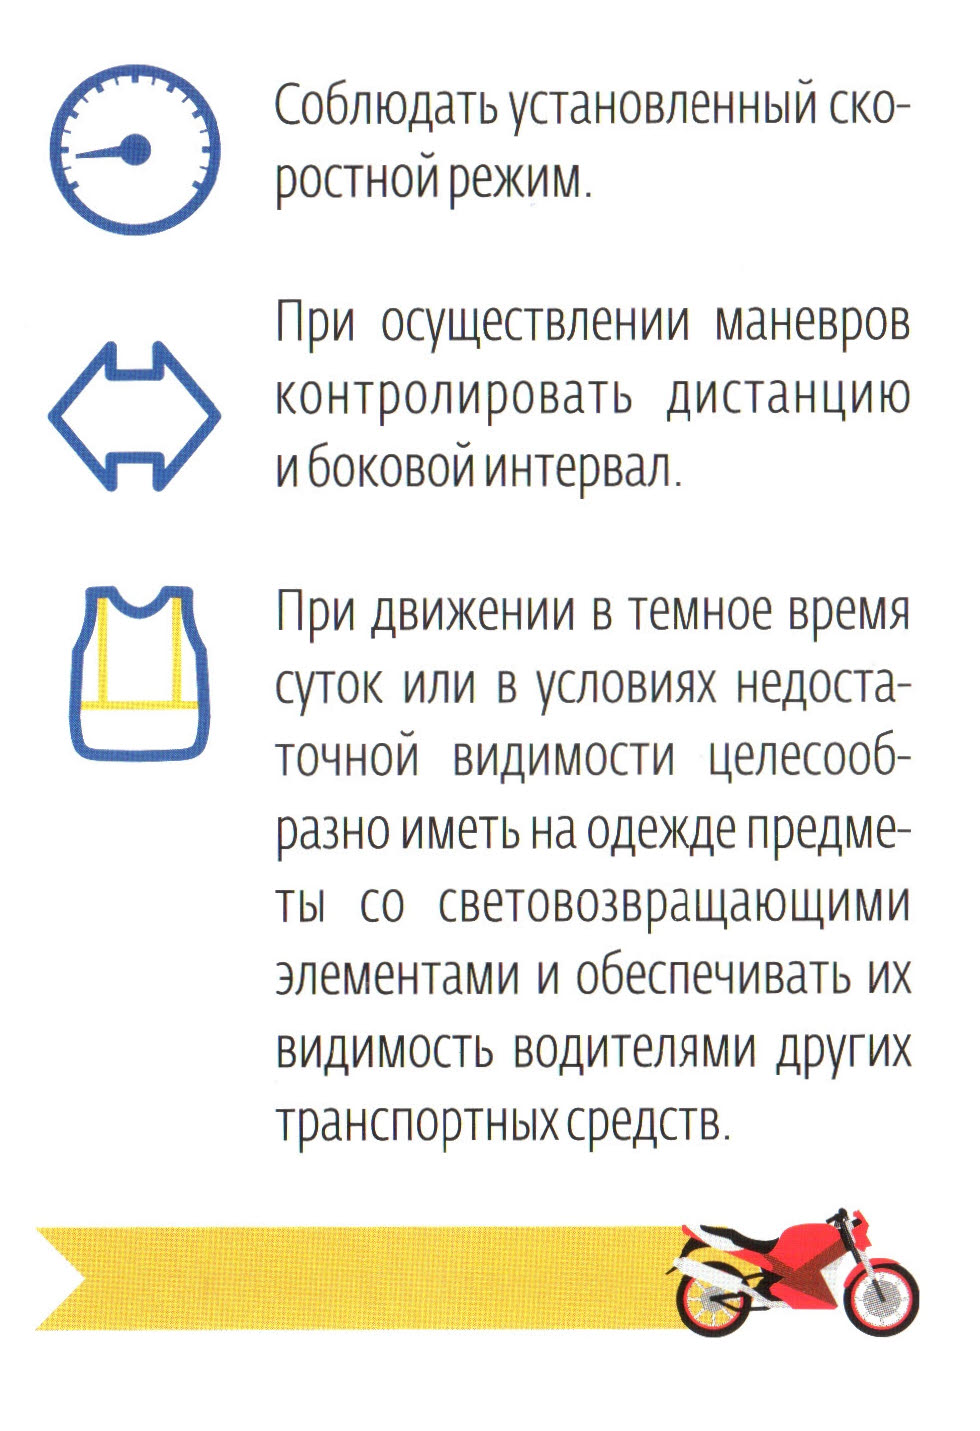 Соблюдать установленный ско-
ростной режим.
При осуществлении маневров
контролировать дистанцию
и боковой интервал.
При движении в темное время
суток или в условиях недоста-
точной видимости целесооб-
разно иметь на одежде предме-
ты со световозвращающими
элементами и обеспечивать их
видимость водителями других
транспортных средств.